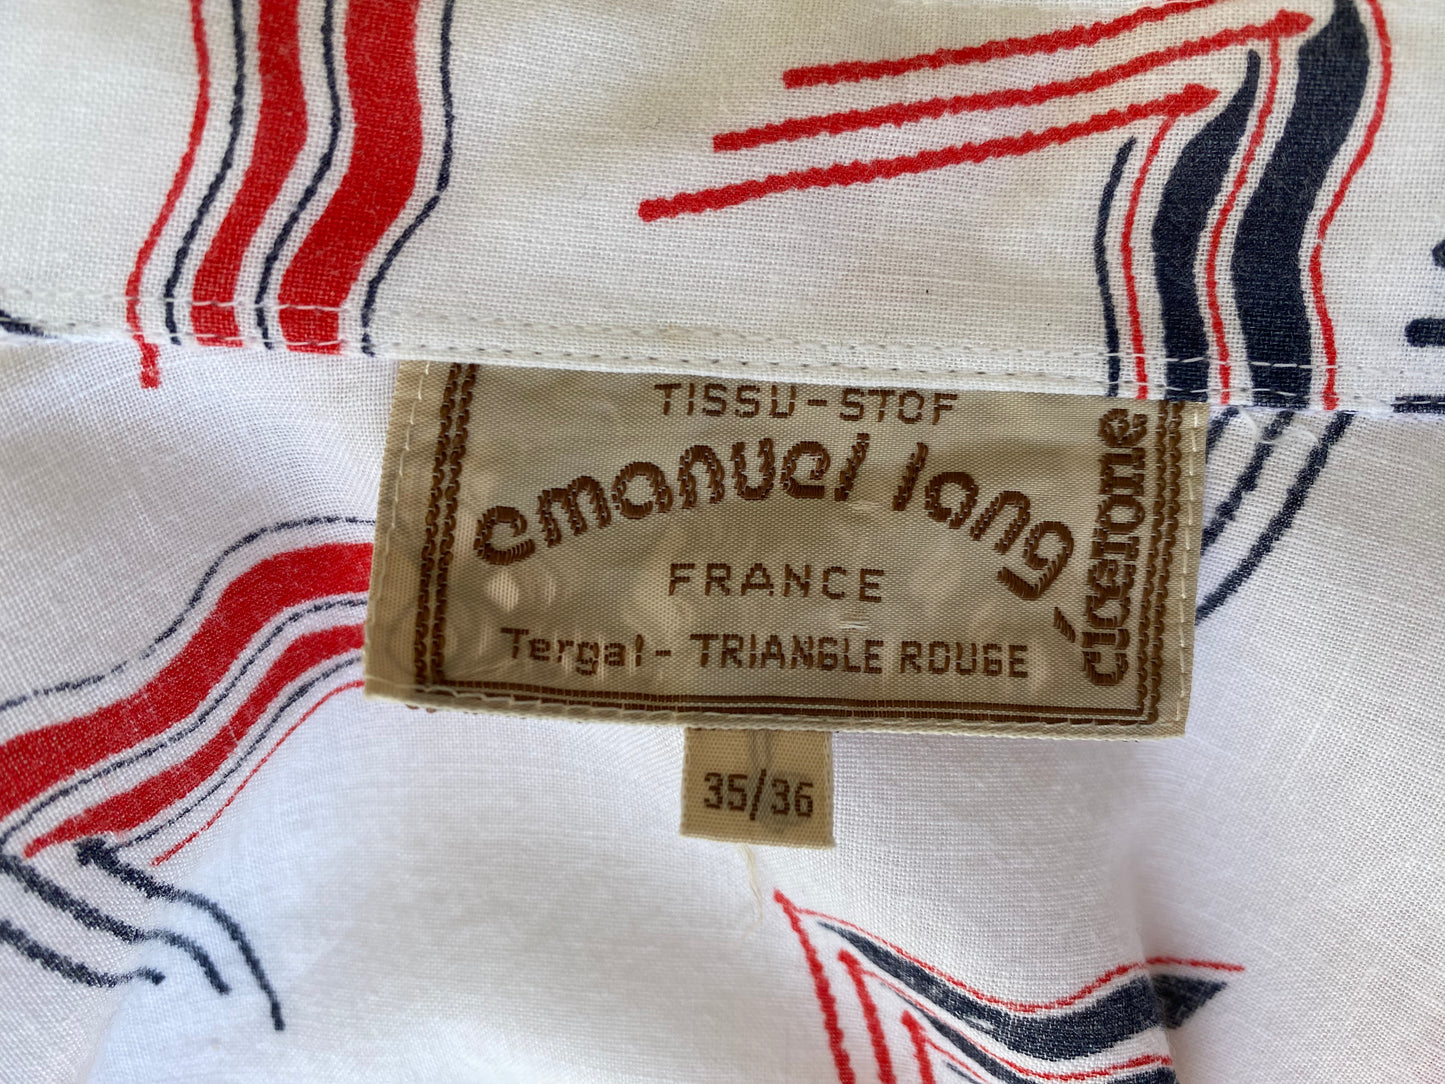 TISSU-STOF
emanuel lang
FRANCE
Tergal-TRIANGLE ROUGE
cicerone
35/36